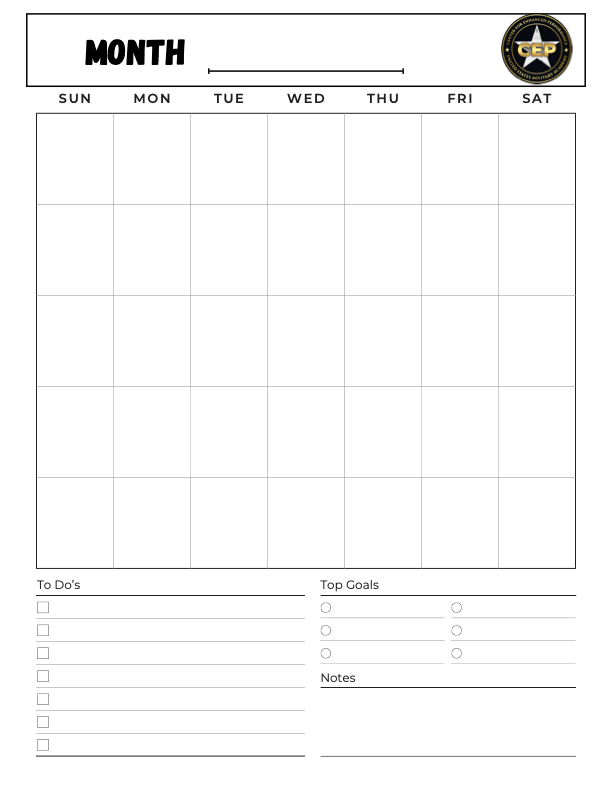 MONTH
CENTER FOR ENHANCED PERFORMANCE
CEP
UNITED STATES MILITARY ACADEMY
SUN MON TUE WED THU FRI SAT
To Do's
Top Goals
Notes